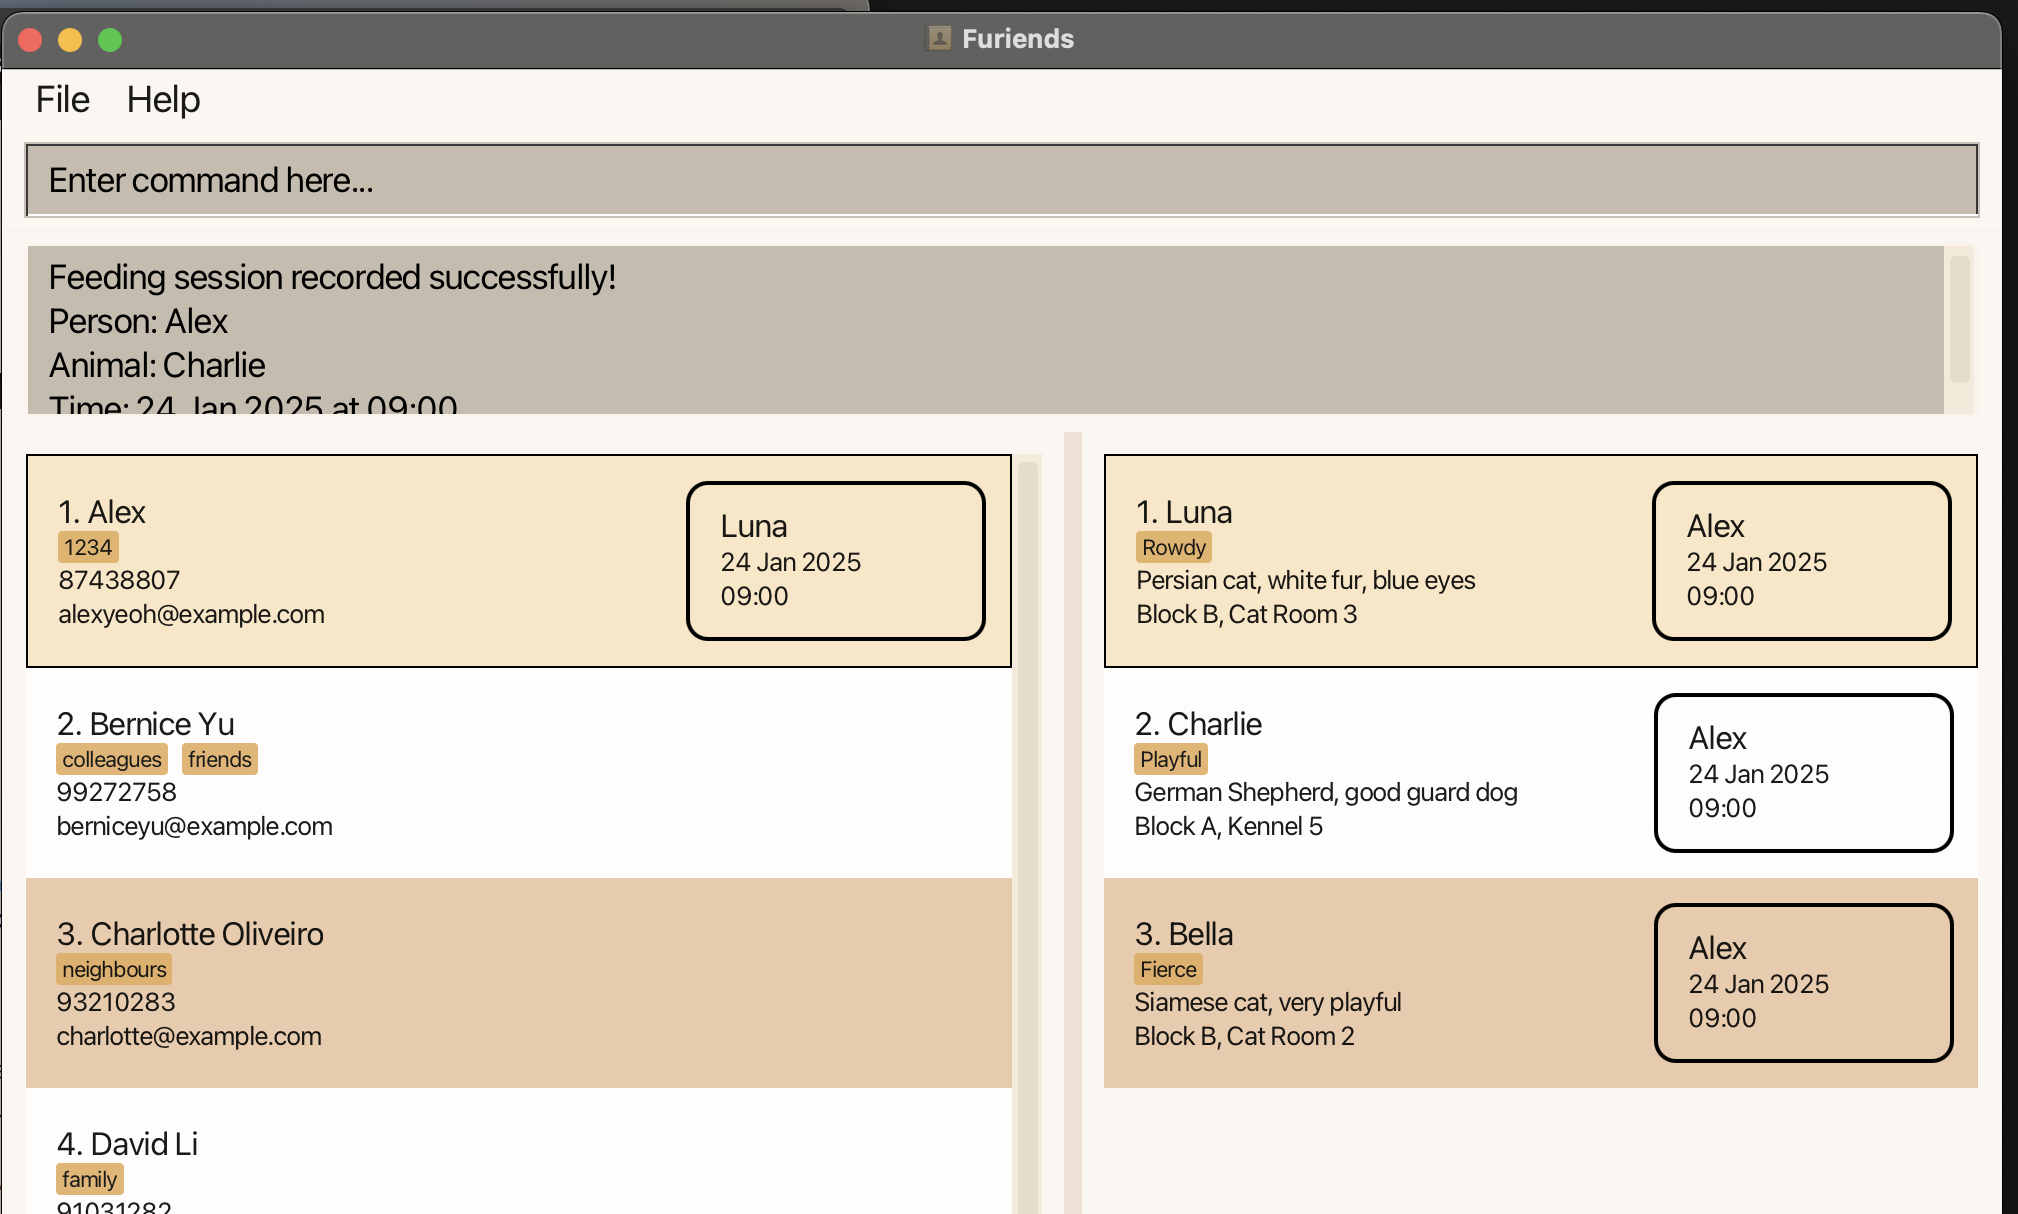 Furiends
File Help
Enter command here...
Feeding session recorded successfully!
Person: Alex
Animal: Charlie
Time: 24 Jan 2025 at 09:00
1. Alex
1234
87438807
alexyeoh@example.com
Luna
24 Jan 2025
09:00
2. Bernice Yu
colleagues friends
99272758
berniceyu@example.com
3. Charlotte Oliveiro
neighbours
93210283
charlotte@example.com
4. David Li
family
91031282
1. Luna
Rowdy
Persian cat, white fur, blue eyes
Block B, Cat Room 3
Alex
24 Jan 2025
09:00
2. Charlie
Playful
German Shepherd, good guard dog
Block A, Kennel 5
Alex
24 Jan 2025
09:00
3. Bella
Fierce
Siamese cat, very playful
Block B, Cat Room 2
Alex
24 Jan 2025
09:00